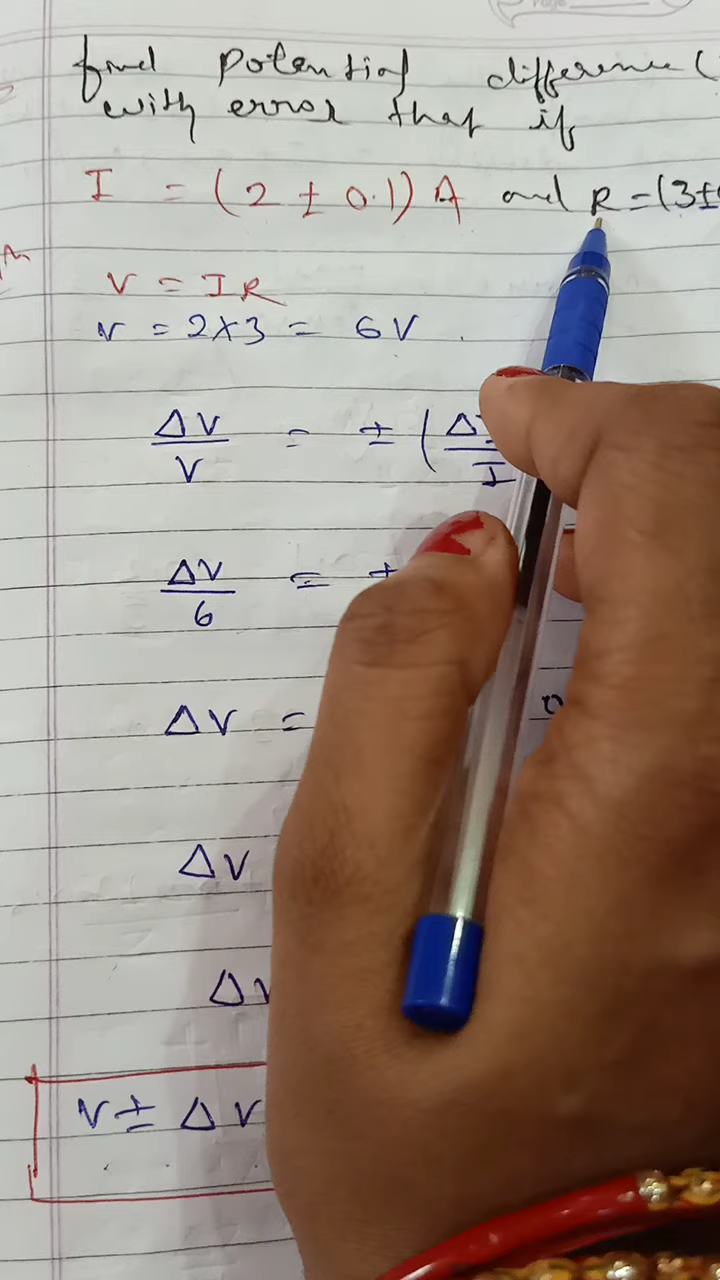 find potential difference (
with error that if
I = (2 ± 0.1) A and R = (3 ±
V = IR
V = 2×3 = 6V
ΔV/V = ± (Δ /I
ΔV/6 = ±
ΔV =
ΔV
ΔV
V ± ΔV